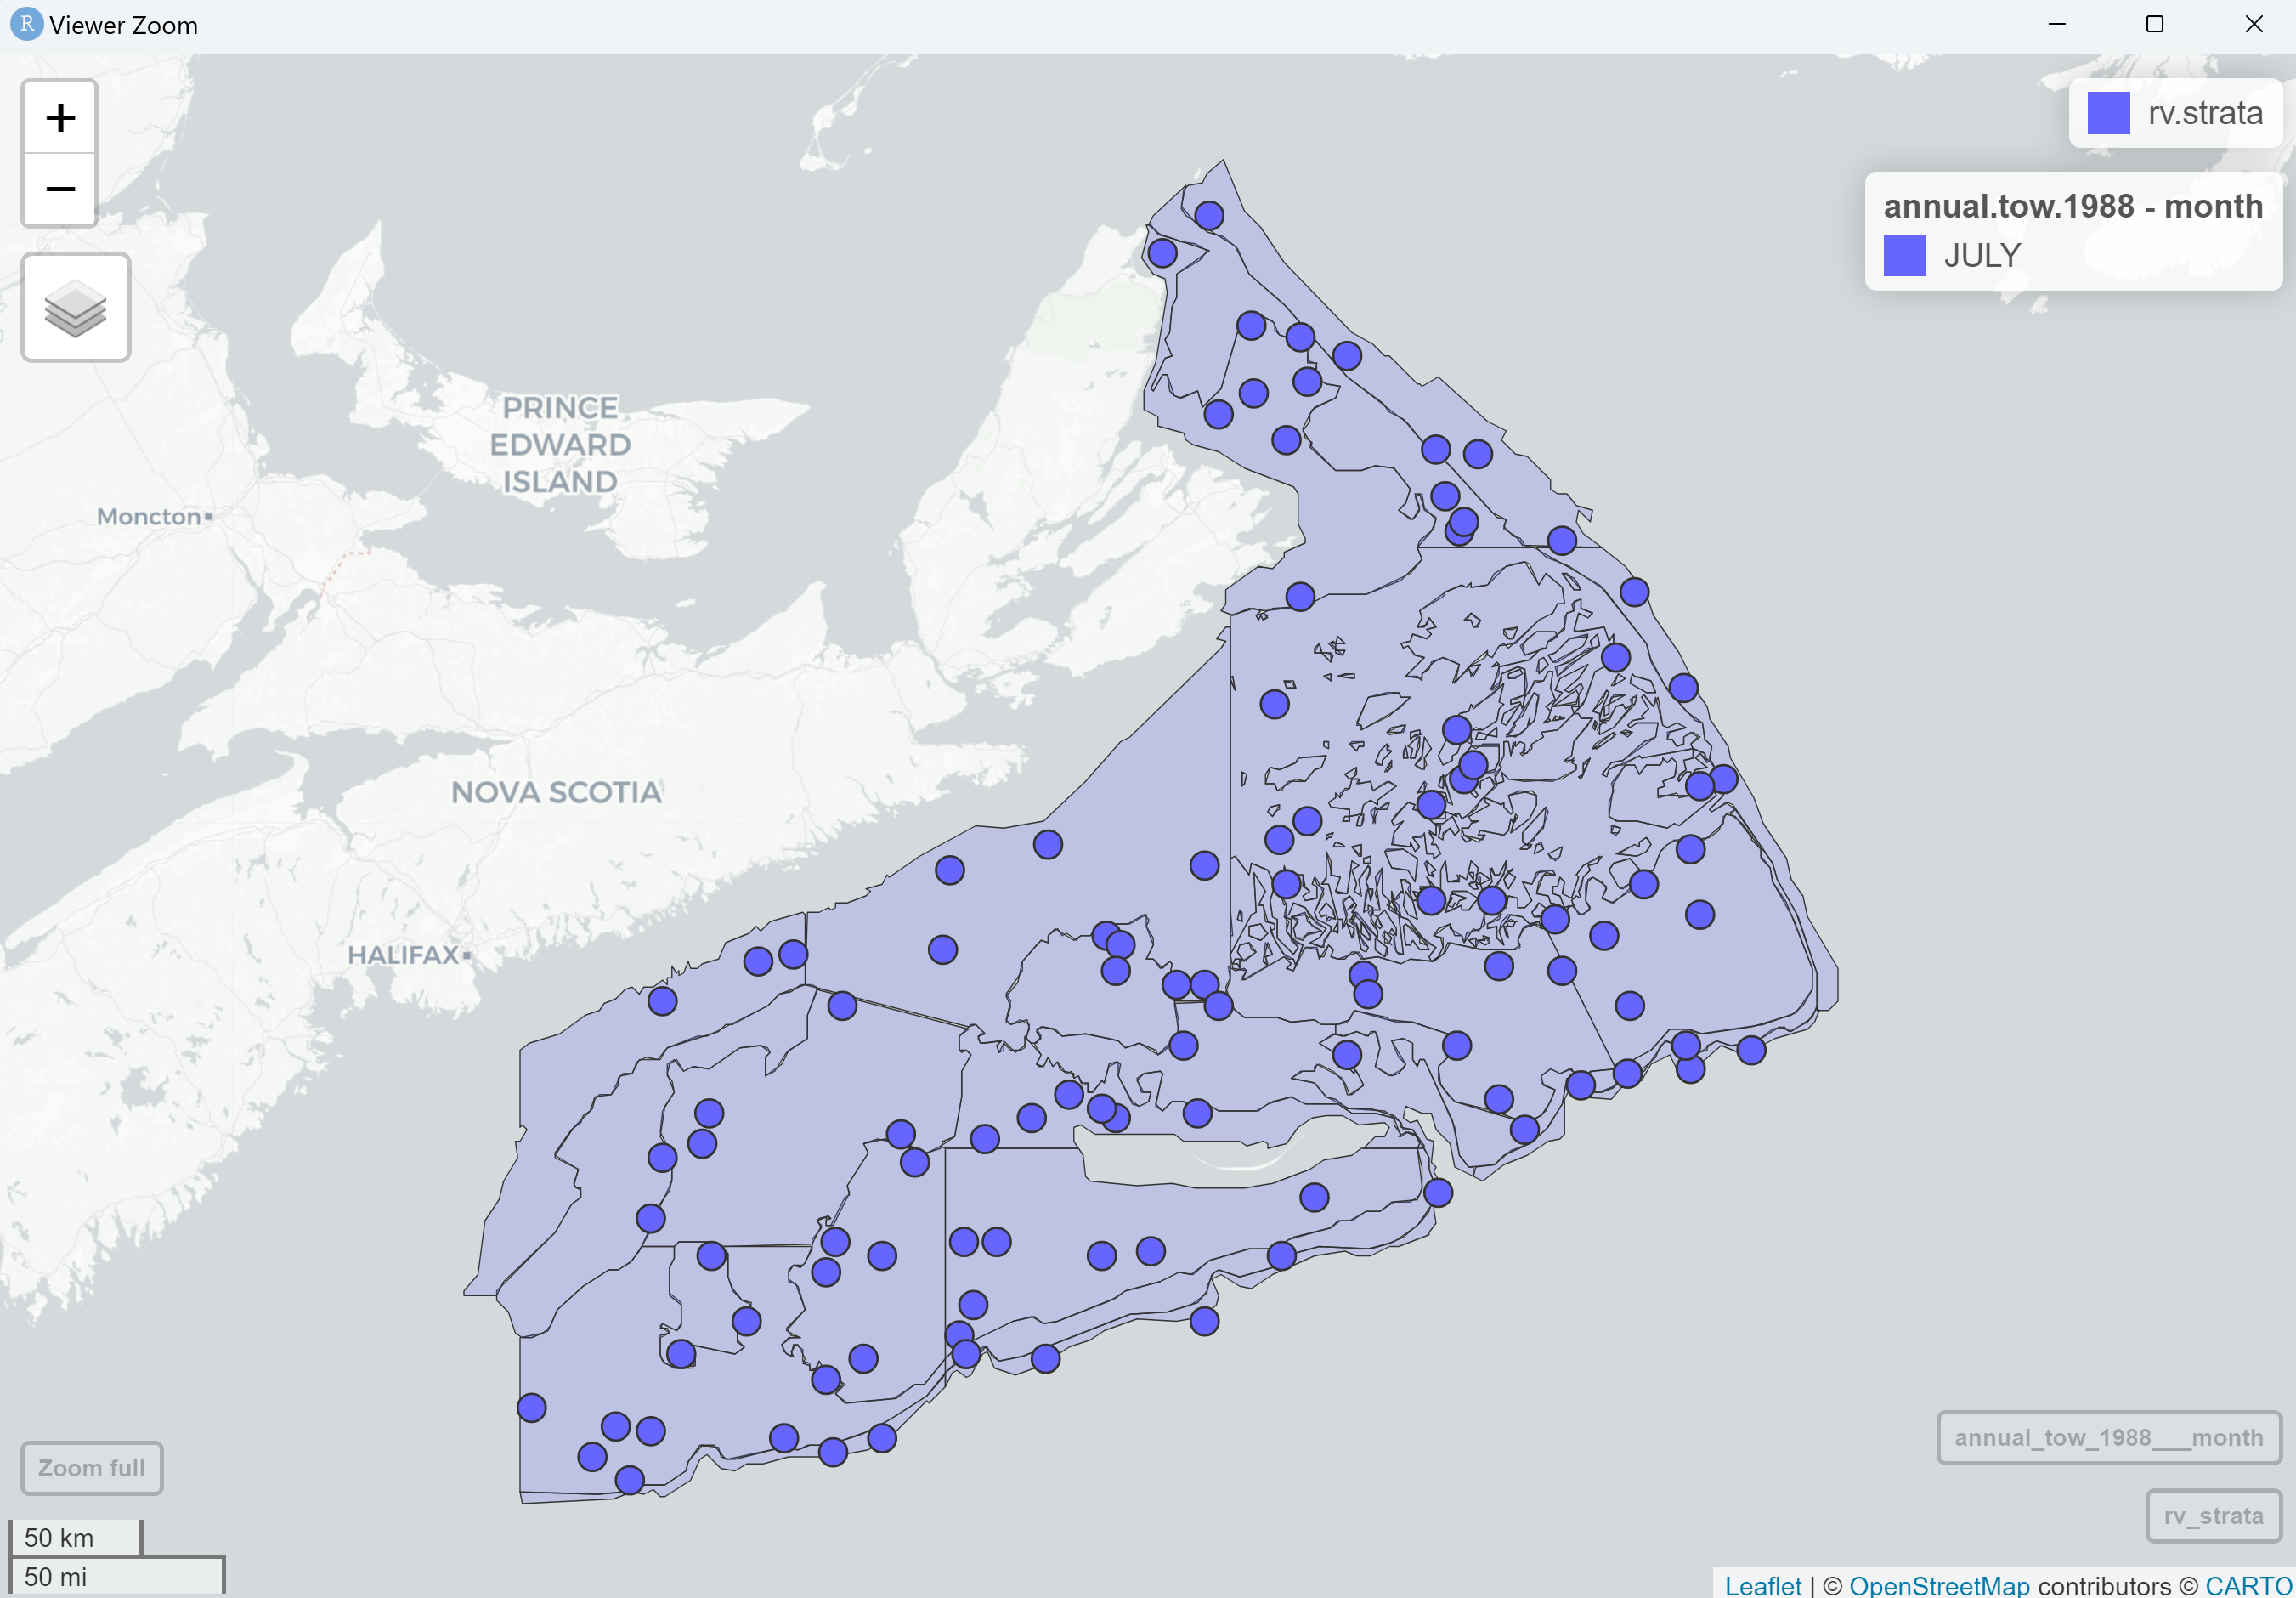 R Viewer Zoom
+
−
rv.strata
annual.tow.1988 - month
JULY
PRINCE
EDWARD
ISLAND
Moncton
NOVA SCOTIA
HALIFAX
annual_tow_1988___month
Zoom full
rv_strata
50 km
50 mi
Leaflet | © OpenStreetMap contributors © CARTO